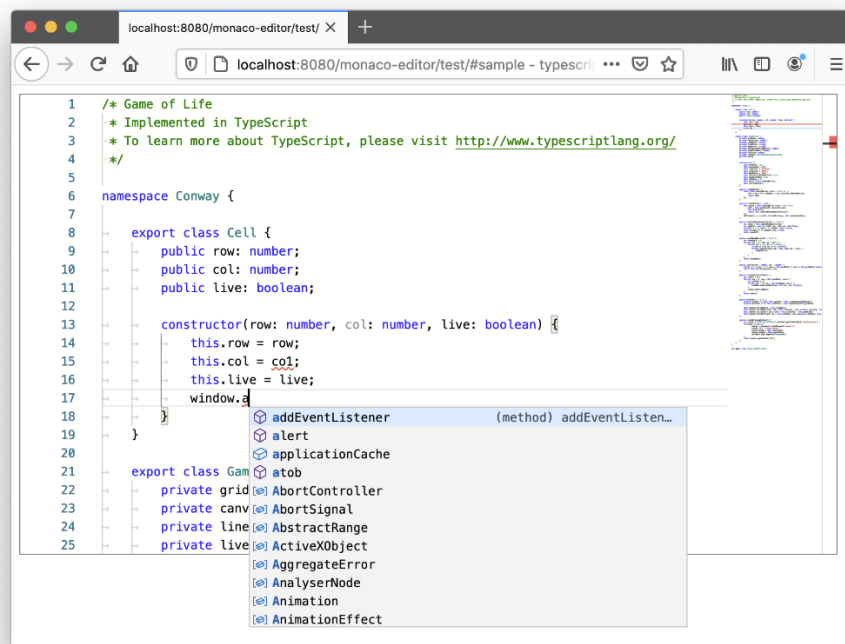 localhost:8080/monaco-editor/test/
localhost:8080/monaco-editor/test/#sample - typescri
1 /* Game of Life
2 * Implemented in TypeScript
3 * To learn more about TypeScript, please visit http://www.typescriptlang.org/
4 */
5
6 namespace Conway {
7
8 export class Cell {
9 public row: number;
10 public col: number;
11 public live: boolean;
12
13 constructor(row: number, col: number, live: boolean) {
14 this.row = row;
15 this.col = co1;
16 this.live = live;
17 window.a
18 }
19 }
20
21 export class Gam
22 private grid
23 private canv
24 private line
25 private live
addEventListener (method) addEventListen…
alert
applicationCache
atob
AbortController
AbortSignal
AbstractRange
ActiveXObject
AggregateError
AnalyserNode
Animation
AnimationEffect